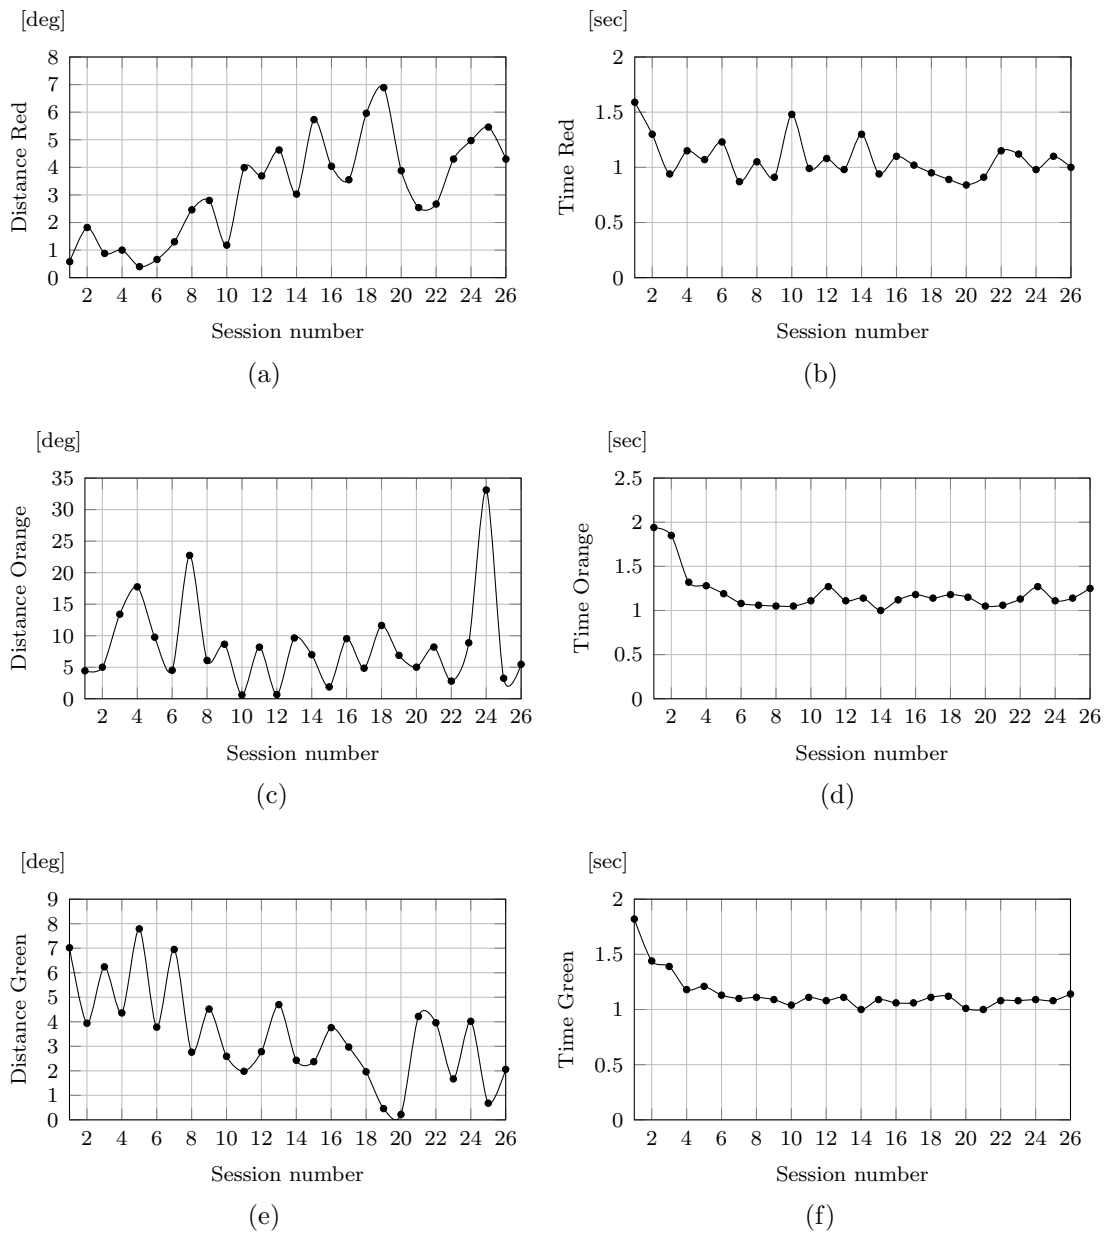 [deg] [sec]
8
7
6
5
4
3
2
1
0
Distance Red
2 4 6 8 10 12 14 16 18 20 22 24 26
Session number
(a)
2
1.5
1
0.5
0
Time Red
2 4 6 8 10 12 14 16 18 20 22 24 26
Session number
(b)
[deg] [sec]
35
30
25
20
15
10
5
0
Distance Orange
2 4 6 8 10 12 14 16 18 20 22 24 26
Session number
(c)
2.5
2
1.5
1
0.5
0
Time Orange
2 4 6 8 10 12 14 16 18 20 22 24 26
Session number
(d)
[deg] [sec]
9
8
7
6
5
4
3
2
1
0
Distance Green
2 4 6 8 10 12 14 16 18 20 22 24 26
Session number
(e)
2
1.5
1
0.5
0
Time Green
2 4 6 8 10 12 14 16 18 20 22 24 26
Session number
(f)